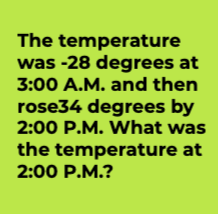 The temperature
was -28 degrees at
3:00 A.M. and then
rose34 degrees by
2:00 P.M. What was
the temperature at
2:00 P.M.?